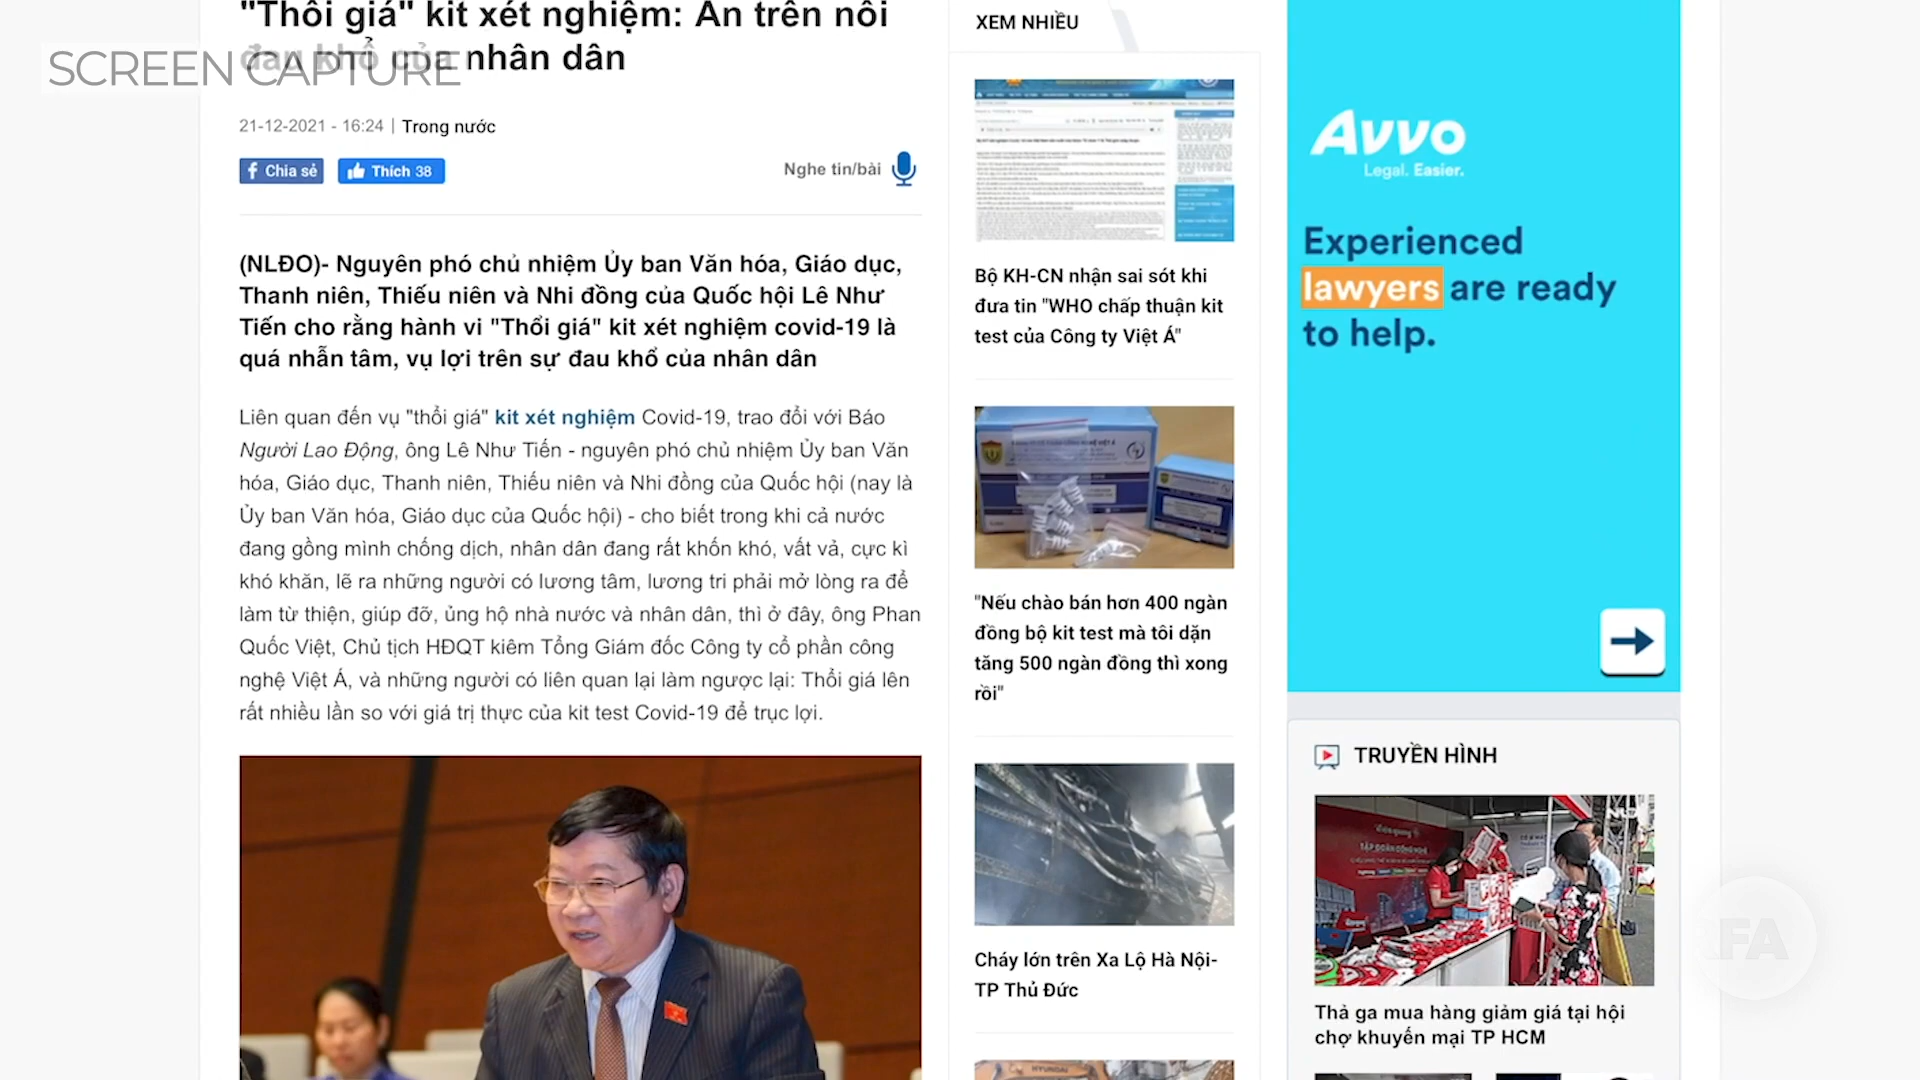 "Thổi giá" kit xét nghiệm: Ăn trên nỗi
đau khổ của nhân dân
SCREEN CAPTURE
21-12-2021 - 16:24 | Trong nước
Chia sẻ
Thích 38
Nghe tin/bài
(NLĐO)- Nguyên phó chủ nhiệm Ủy ban Văn hóa, Giáo dục,
Thanh niên, Thiếu niên và Nhi đồng của Quốc hội Lê Như
Tiến cho rằng hành vi "Thổi giá" kit xét nghiệm covid-19 là
quá nhẫn tâm, vụ lợi trên sự đau khổ của nhân dân
Liên quan đến vụ "thổi giá" kit xét nghiệm Covid-19, trao đổi với Báo
Người Lao Động, ông Lê Như Tiến - nguyên phó chủ nhiệm Ủy ban Văn
hóa, Giáo dục, Thanh niên, Thiếu niên và Nhi đồng của Quốc hội (nay là
Ủy ban Văn hóa, Giáo dục của Quốc hội) - cho biết trong khi cả nước
đang gồng mình chống dịch, nhân dân đang rất khốn khó, vất vả, cực kì
khó khăn, lẽ ra những người có lương tâm, lương tri phải mở lòng ra để
làm từ thiện, giúp đỡ, ủng hộ nhà nước và nhân dân, thì ở đây, ông Phan
Quốc Việt, Chủ tịch HĐQT kiêm Tổng Giám đốc Công ty cổ phần công
nghệ Việt Á, và những người có liên quan lại làm ngược lại: Thổi giá lên
rất nhiều lần so với giá trị thực của kit test Covid-19 để trục lợi.
XEM NHIỀU
Bộ KH-CN nhận sai sót khi
đưa tin "WHO chấp thuận kit
test của Công ty Việt Á"
"Nếu chào bán hơn 400 ngàn
đồng bộ kit test mà tôi dặn
tăng 500 ngàn đồng thì xong
rồi"
Cháy lớn trên Xa Lộ Hà Nội-
TP Thủ Đức
HYUNDAI
Avvo
Legal. Easier.
Experienced
lawyers are ready
to help.
TRUYỀN HÌNH
TẬP ĐOÀN CÔNG NGHỆ
RFA
Thả ga mua hàng giảm giá tại hội
chợ khuyến mại TP HCM